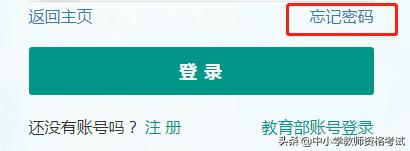 返回主页 忘记密码
登录
还没有账号吗？ 注 册 教育部账号登录
头条 @中小学教师资格考试